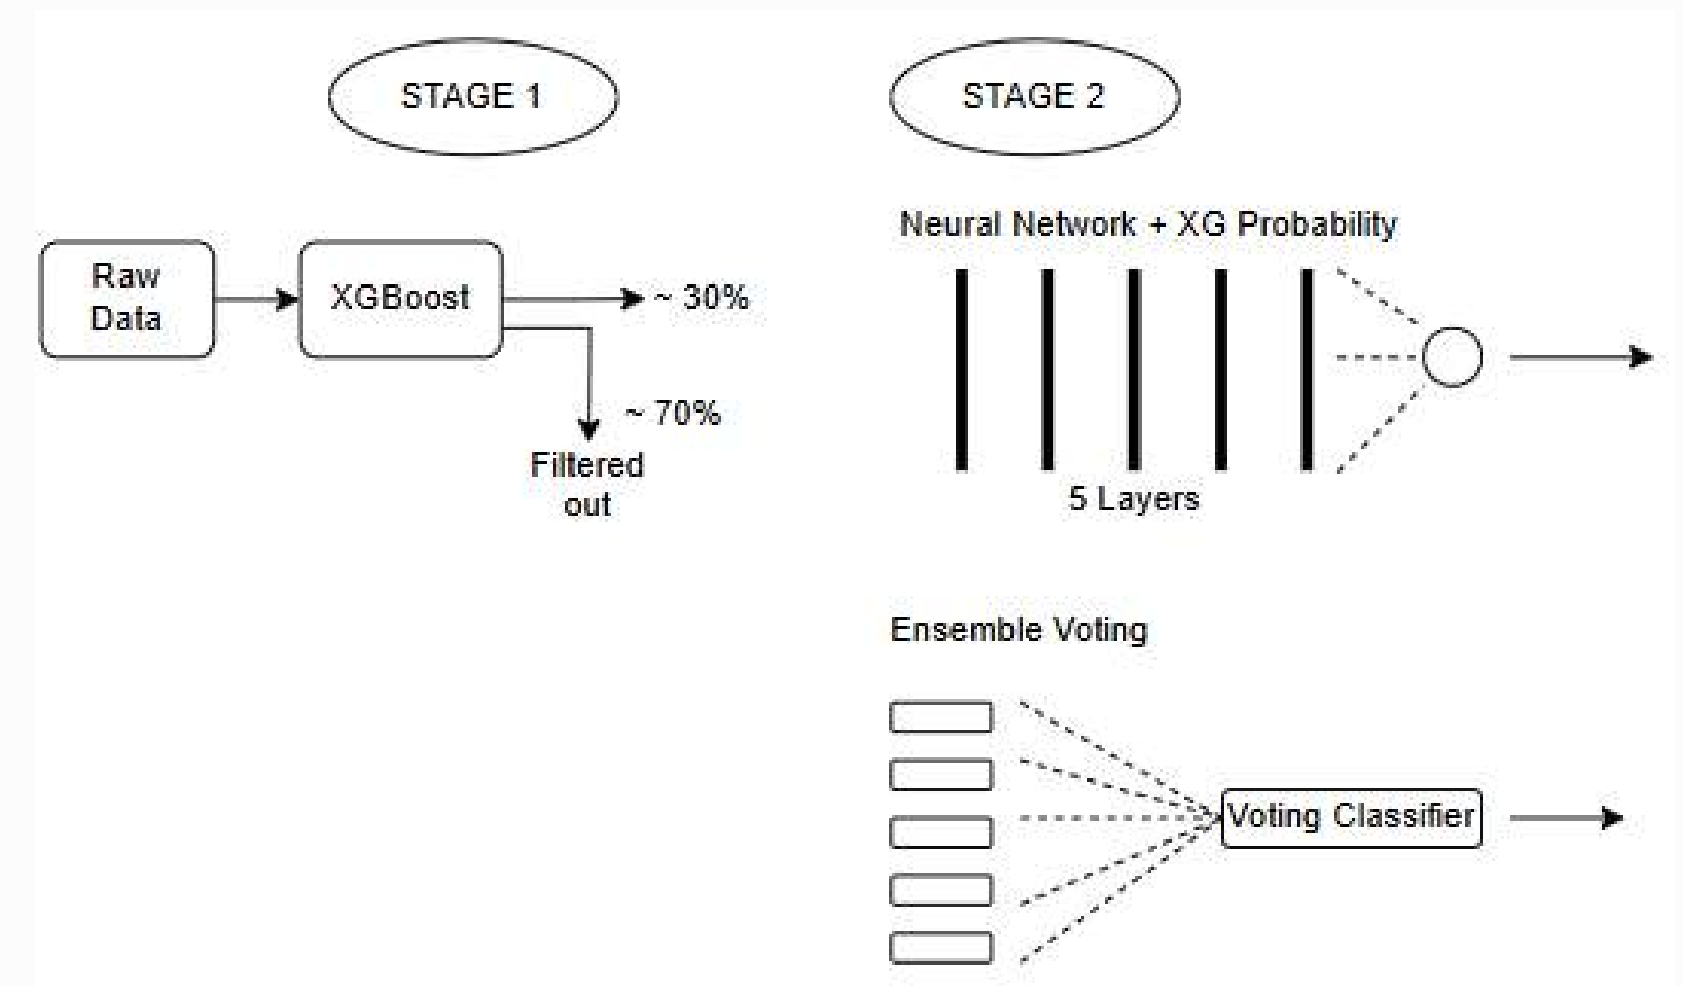 STAGE 1
STAGE 2
Neural Network + XG Probability
Raw
Data
XGBoost
~ 30%
~ 70%
Filtered
out
5 Layers
Ensemble Voting
Voting Classifier